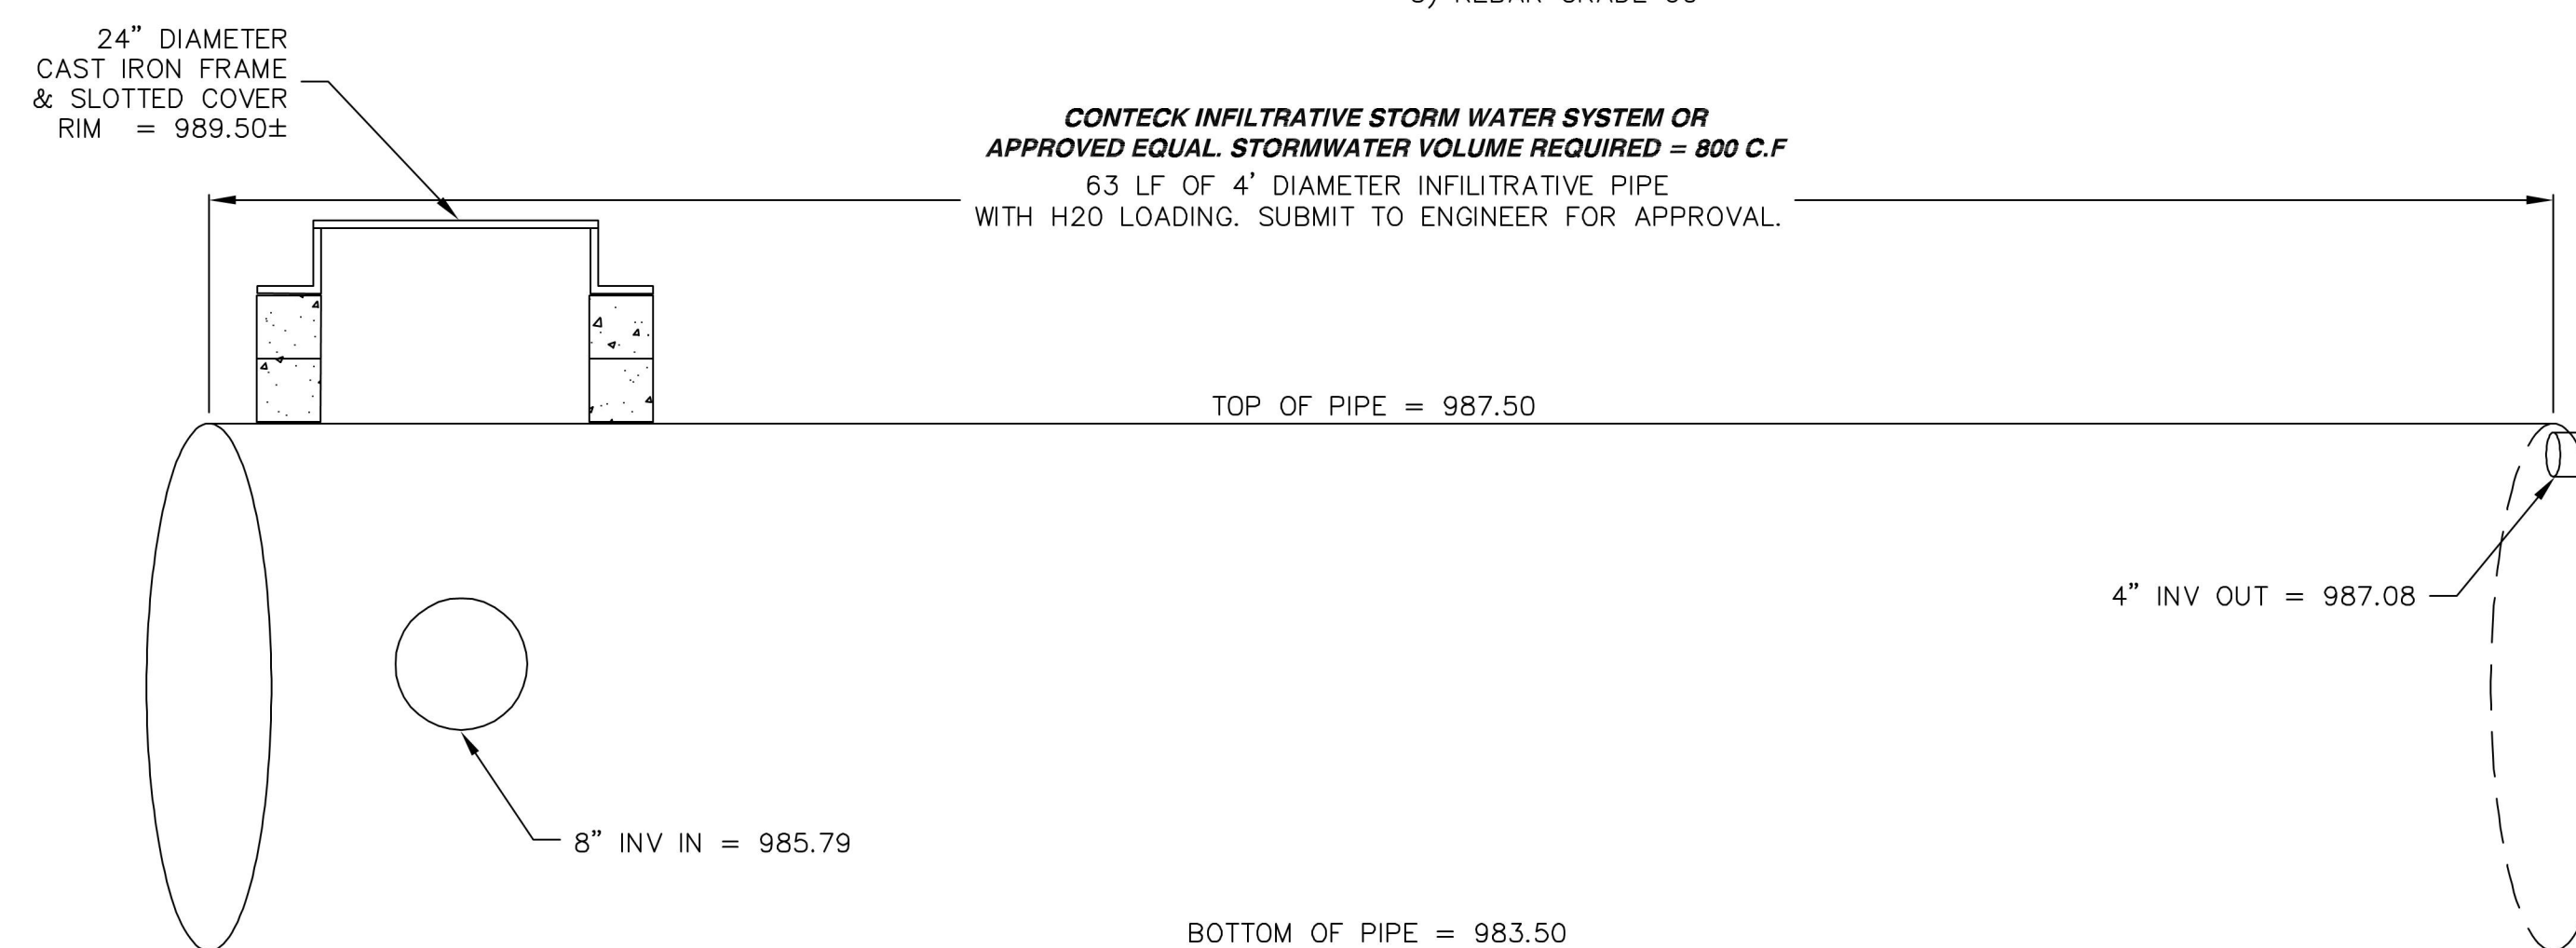 24” DIAMETER
CAST IRON FRAME
& SLOTTED COVER
RIM = 989.50±
CONTECK INFILTRATIVE STORM WATER SYSTEM OR
APPROVED EQUAL. STORMWATER VOLUME REQUIRED = 800 C.F
63 LF OF 4’ DIAMETER INFILITRATIVE PIPE
WITH H20 LOADING. SUBMIT TO ENGINEER FOR APPROVAL.
TOP OF PIPE = 987.50
4” INV OUT = 987.08
8” INV IN = 985.79
BOTTOM OF PIPE = 983.50